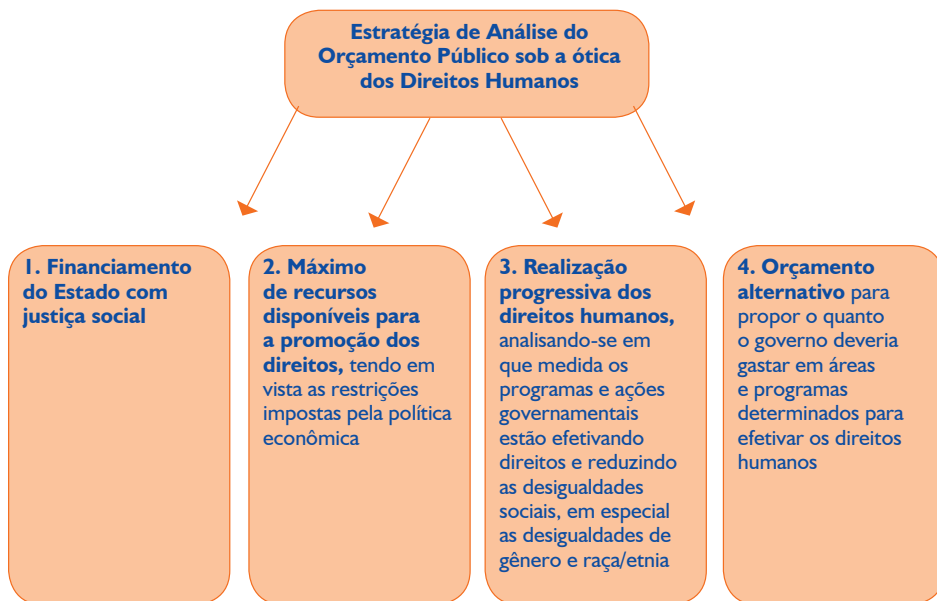 Estratégia de Análise do
Orçamento Público sob a ótica
dos Direitos Humanos
1. Financiamento
do Estado com
justiça social
2. Máximo
de recursos
disponíveis para
a promoção dos
direitos, tendo em
vista as restrições
impostas pela política
econômica
3. Realização
progressiva dos
direitos humanos,
analisando-se em
que medida os
programas e ações
governamentais
estão efetivando
direitos e reduzindo
as desigualdades
sociais, em especial
as desigualdades de
gênero e raça/etnia
4. Orçamento
alternativo para
propor o quanto
o governo deveria
gastar em áreas
e programas
determinados para
efetivar os direitos
humanos